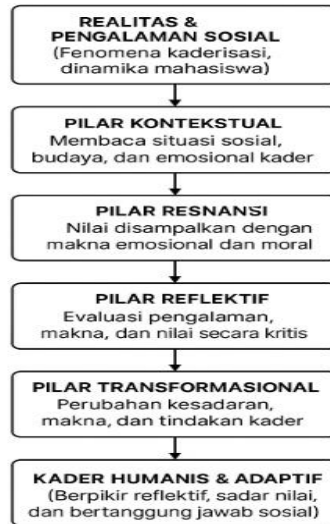 REALITAS &
PENGALAMAN SOSIAL
(Fenomena kaderisasi,
dinamika mahasiswa)
PILAR KONTEKSTUAL
Membaca situasi sosial,
budaya, dan emosional kader
PILAR RESNANSI
Nilai disampalkan dengan
makna emosional dan moral
PILAR REFLEKTIF
Evaluasi pengalaman,
makna, dan nilai secara kritis
PILAR TRANSFORMASIONAL
Perubahan kesadaran,
makna, dan tindakan kader
KADER HUMANIS & ADAPTIF
(Berpikir reflektif, sadar nilai,
dan bertanggung jawab sosial)